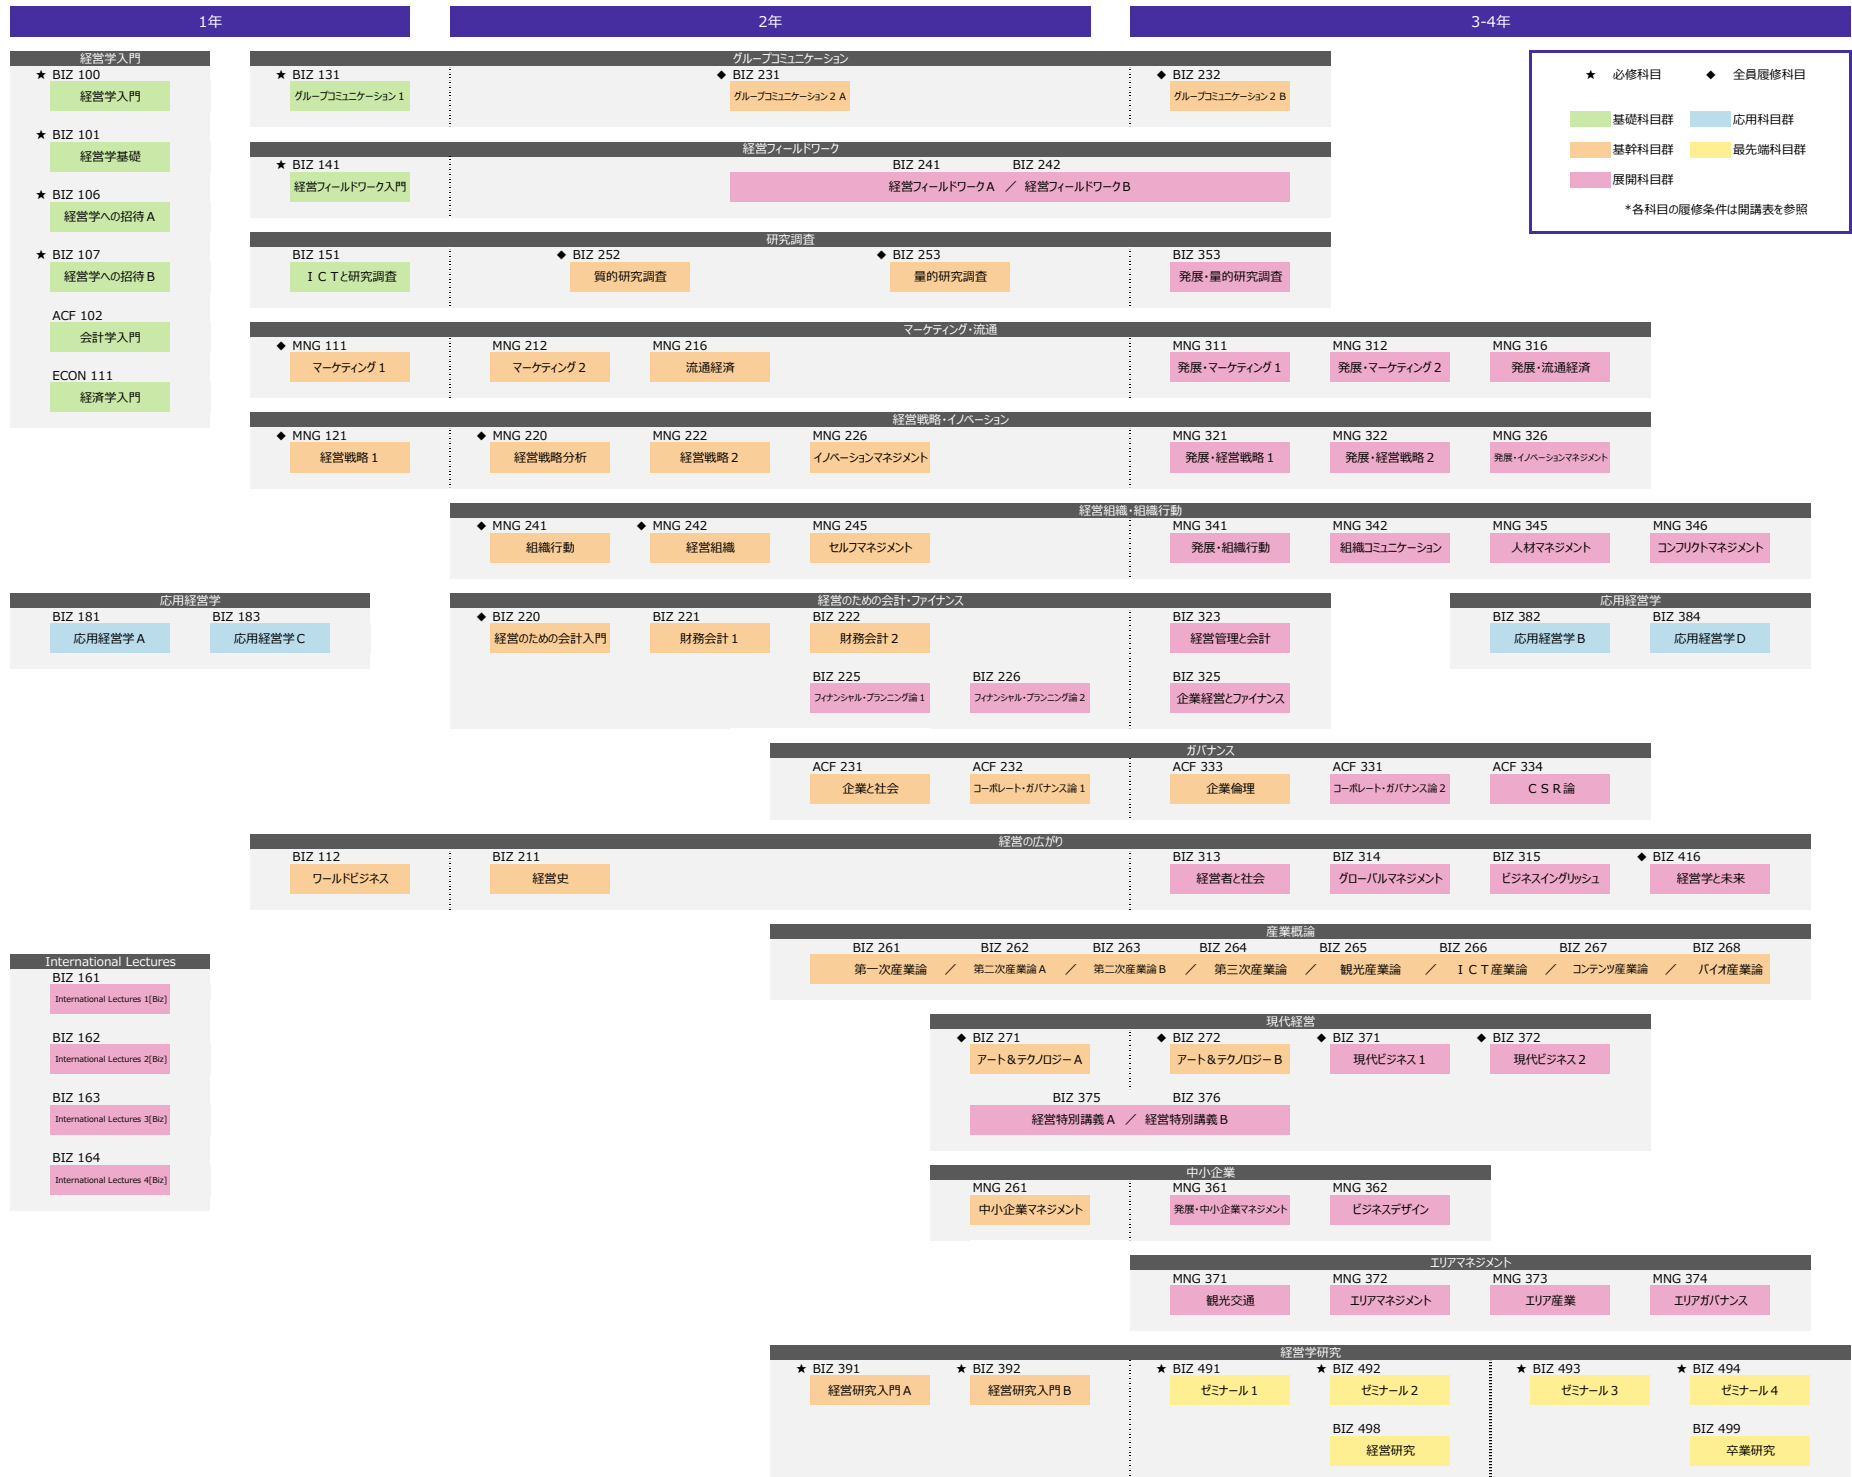 1年
2年
3-4年
経営学入門
★ BIZ 100
経営学入門
★ BIZ 101
経営学基礎
★ BIZ 106
経営学への招待A
★ BIZ 107
経営学への招待B
ACF 102
会計学入門
ECON 111
経済学入門
グループコミュニケーション
★ BIZ 131
グループコミュニケーション1
◆ BIZ 231
グループコミュニケーション2 A
◆ BIZ 232
グループコミュニケーション2 B
★ 必修科目 ◆ 全員履修科目
基礎科目群 応用科目群
基幹科目群 最先端科目群
展開科目群
*各科目の履修条件は開講表を参照
経営フィールドワーク
★ BIZ 141
経営フィールドワーク入門
BIZ 241 BIZ 242
経営フィールドワークA ／ 経営フィールドワークB
研究調査
BIZ 151
ＩＣＴと研究調査
◆ BIZ 252
質的研究調査
◆ BIZ 253
量的研究調査
BIZ 353
発展・量的研究調査
マーケティング・流通
◆ MNG 111
マーケティング1
MNG 212
マーケティング2
MNG 216
流通経済
MNG 311
発展・マーケティング1
MNG 312
発展・マーケティング2
MNG 316
発展・流通経済
経営戦略・イノベーション
◆ MNG 121
経営戦略1
◆ MNG 220
経営戦略分析
MNG 222
経営戦略2
MNG 226
イノベーションマネジメント
MNG 321
発展・経営戦略1
MNG 322
発展・経営戦略2
MNG 326
発展・イノベーションマネジメント
経営組織・組織行動
◆ MNG 241
組織行動
◆ MNG 242
経営組織
MNG 245
セルフマネジメント
MNG 341
発展・組織行動
MNG 342
組織コミュニケーション
MNG 345
人材マネジメント
MNG 346
コンフリクトマネジメント
応用経営学
BIZ 181
応用経営学A
BIZ 183
応用経営学C
経営のための会計・ファイナンス
◆ BIZ 220
経営のための会計入門
BIZ 221
財務会計1
BIZ 222
財務会計2
BIZ 323
経営管理と会計
BIZ 225
フィナンシャル・プランニング論1
BIZ 226
フィナンシャル・プランニング論2
BIZ 325
企業経営とファイナンス
応用経営学
BIZ 382
応用経営学B
BIZ 384
応用経営学D
ガバナンス
ACF 231
企業と社会
ACF 232
コーポレート・ガバナンス論1
ACF 333
企業倫理
ACF 331
コーポレート・ガバナンス論2
ACF 334
ＣＳＲ論
経営の広がり
BIZ 112
ワールドビジネス
BIZ 211
経営史
BIZ 313
経営者と社会
BIZ 314
グローバルマネジメント
BIZ 315
ビジネスイングリッシュ
◆ BIZ 416
経営学と未来
産業概論
BIZ 261 BIZ 262 BIZ 263 BIZ 264 BIZ 265 BIZ 266 BIZ 267 BIZ 268
第一次産業論 ／ 第二次産業論A ／ 第二次産業論B ／ 第三次産業論 ／ 観光産業論 ／ ＩＣＴ産業論 ／ コンテンツ産業論 ／ バイオ産業論
International Lectures
BIZ 161
International Lectures 1[Biz]
BIZ 162
International Lectures 2[Biz]
BIZ 163
International Lectures 3[Biz]
BIZ 164
International Lectures 4[Biz]
現代経営
◆ BIZ 271
アート&テクノロジーA
◆ BIZ 272
アート&テクノロジーB
◆ BIZ 371
現代ビジネス1
◆ BIZ 372
現代ビジネス2
BIZ 375 BIZ 376
経営特別講義A ／ 経営特別講義B
中小企業
MNG 261
中小企業マネジメント
MNG 361
発展・中小企業マネジメント
MNG 362
ビジネスデザイン
エリアマネジメント
MNG 371
観光交通
MNG 372
エリアマネジメント
MNG 373
エリア産業
MNG 374
エリアガバナンス
経営学研究
★ BIZ 391
経営研究入門A
★ BIZ 392
経営研究入門B
★ BIZ 491
ゼミナール1
★ BIZ 492
ゼミナール2
★ BIZ 493
ゼミナール3
★ BIZ 494
ゼミナール4
BIZ 498
経営研究
BIZ 499
卒業研究